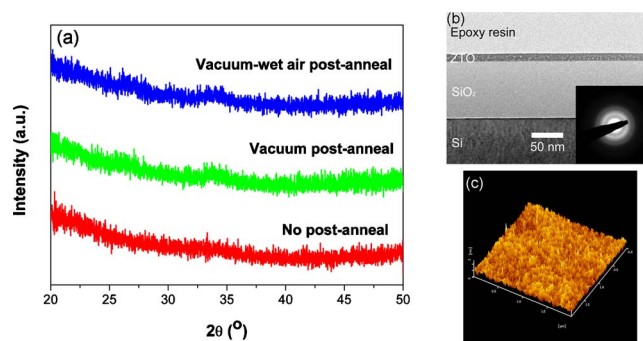 (a)
Vacuum-wet air post-anneal
Vacuum post-anneal
No post-anneal
Intensity (a.u.)
20 25 30 35 40 45 50
2θ (°)
(b)
Epoxy resin
ZTO
SiO₂
Si
50 nm
(c)